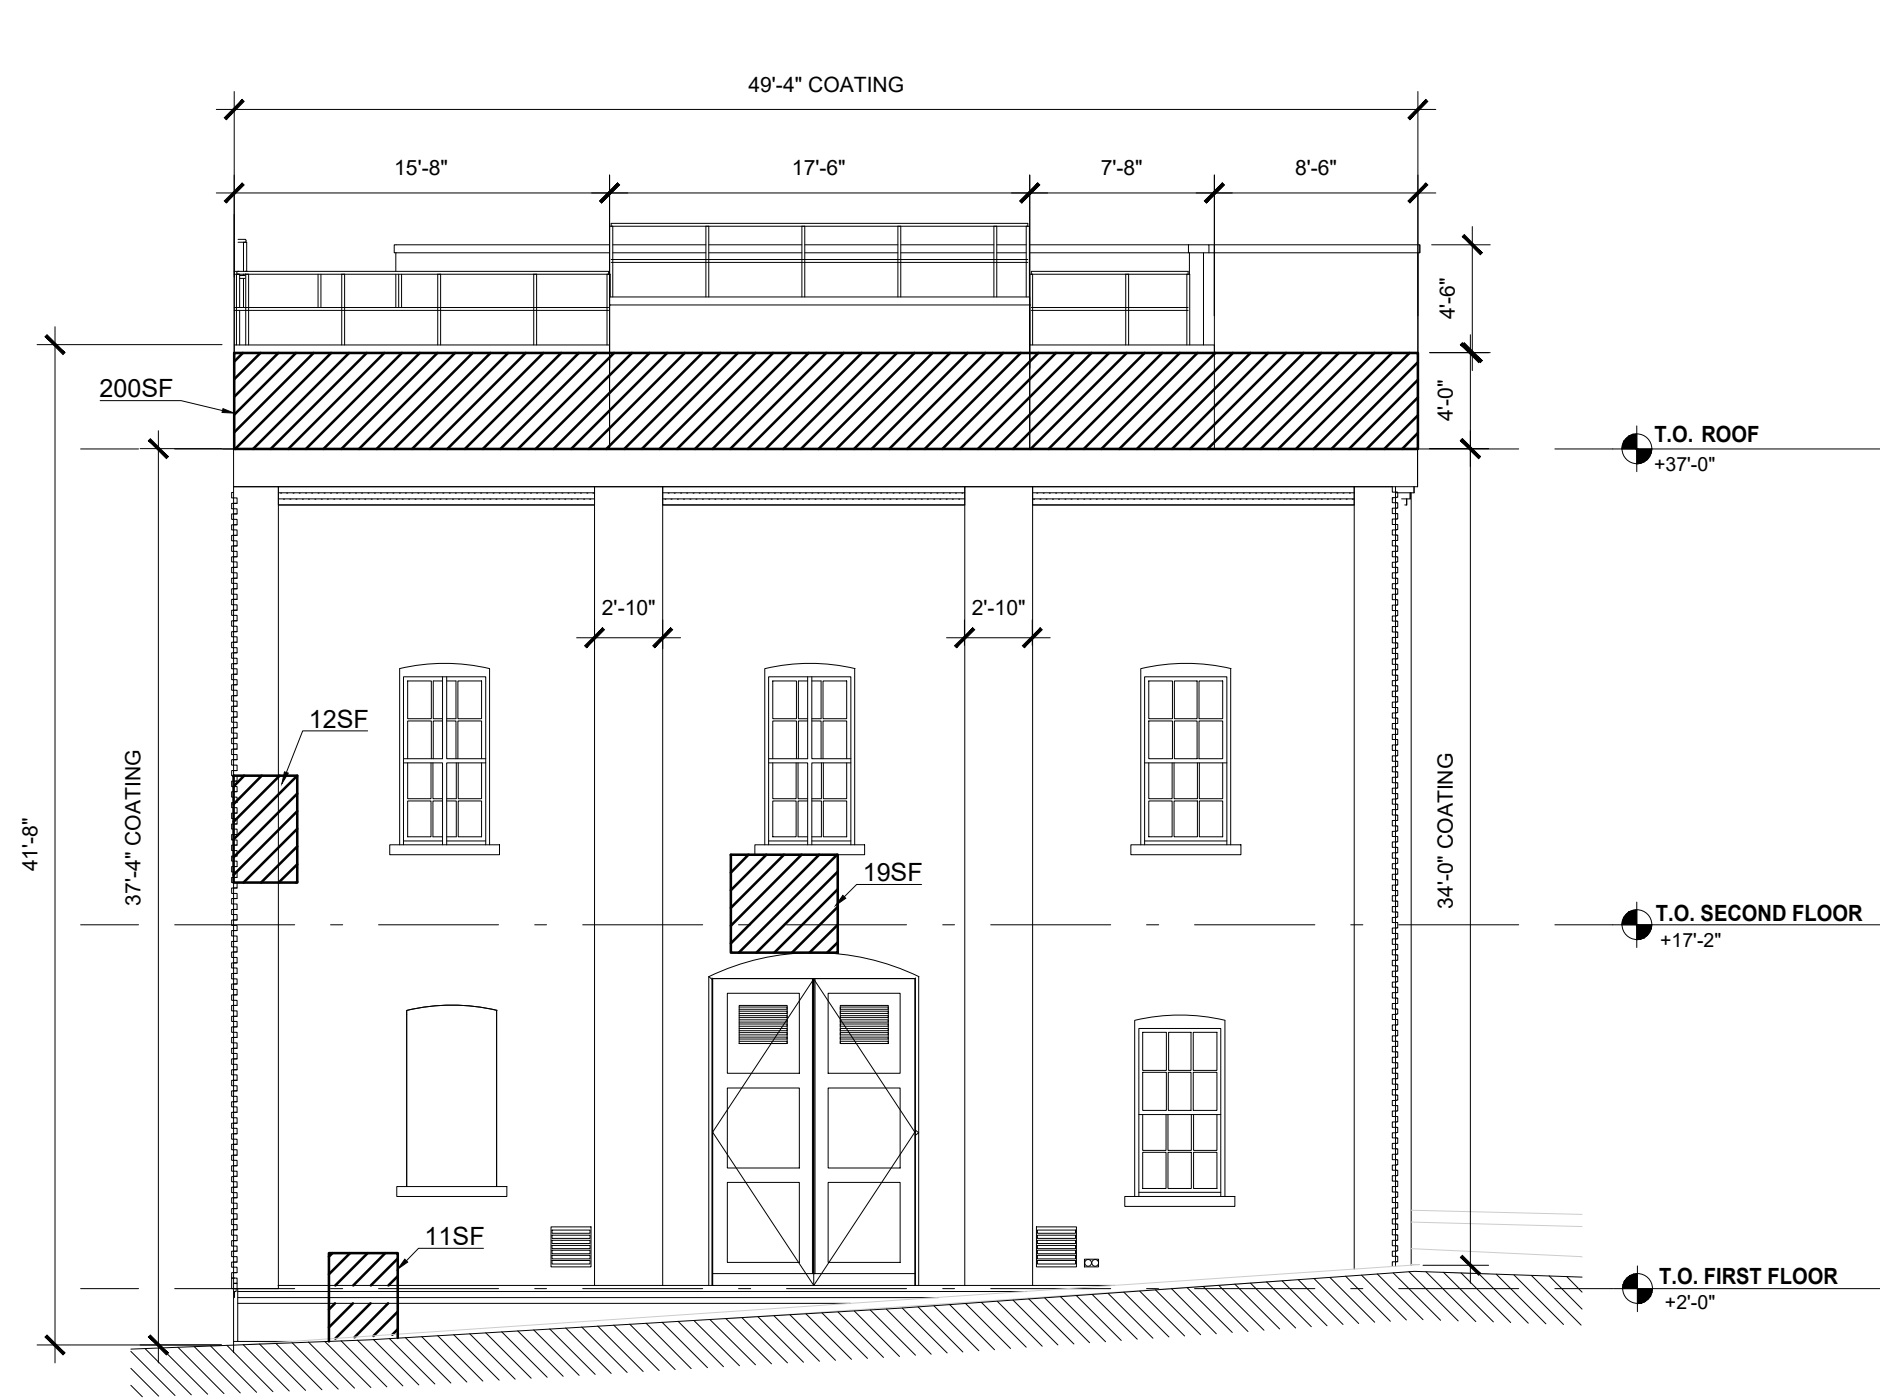 49'-4" COATING
15'-8"
17'-6"
7'-8"
8'-6"
4'-6"
200SF
4'-0"
T.O. ROOF
+37'-0"
2'-10"
2'-10"
12SF
41'-8"
37'-4" COATING
34'-0" COATING
19SF
T.O. SECOND FLOOR
+17'-2"
11SF
T.O. FIRST FLOOR
+2'-0"